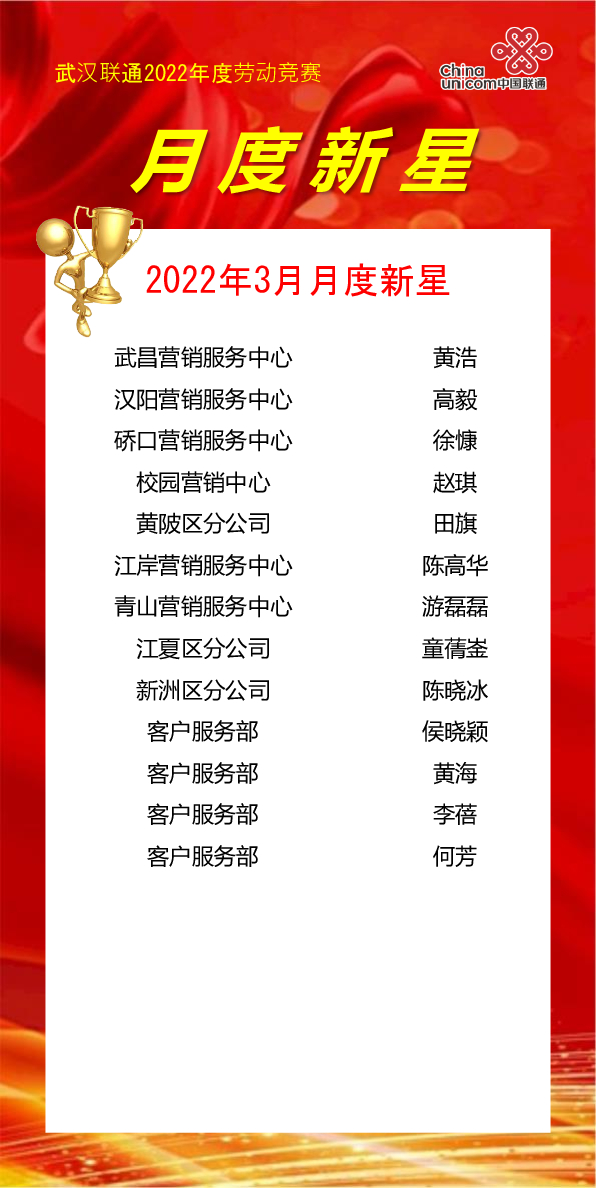 武汉联通2022年度劳动竞赛
China
unicom中国联通
月度新星
2022年3月月度新星
武昌营销服务中心 黄浩
汉阳营销服务中心 高毅
硚口营销服务中心 徐慷
校园营销中心 赵琪
黄陂区分公司 田旗
江岸营销服务中心 陈高华
青山营销服务中心 游磊磊
江夏区分公司 童蒨崟
新洲区分公司 陈晓冰
客户服务部 侯晓颖
客户服务部 黄海
客户服务部 李蓓
客户服务部 何芳